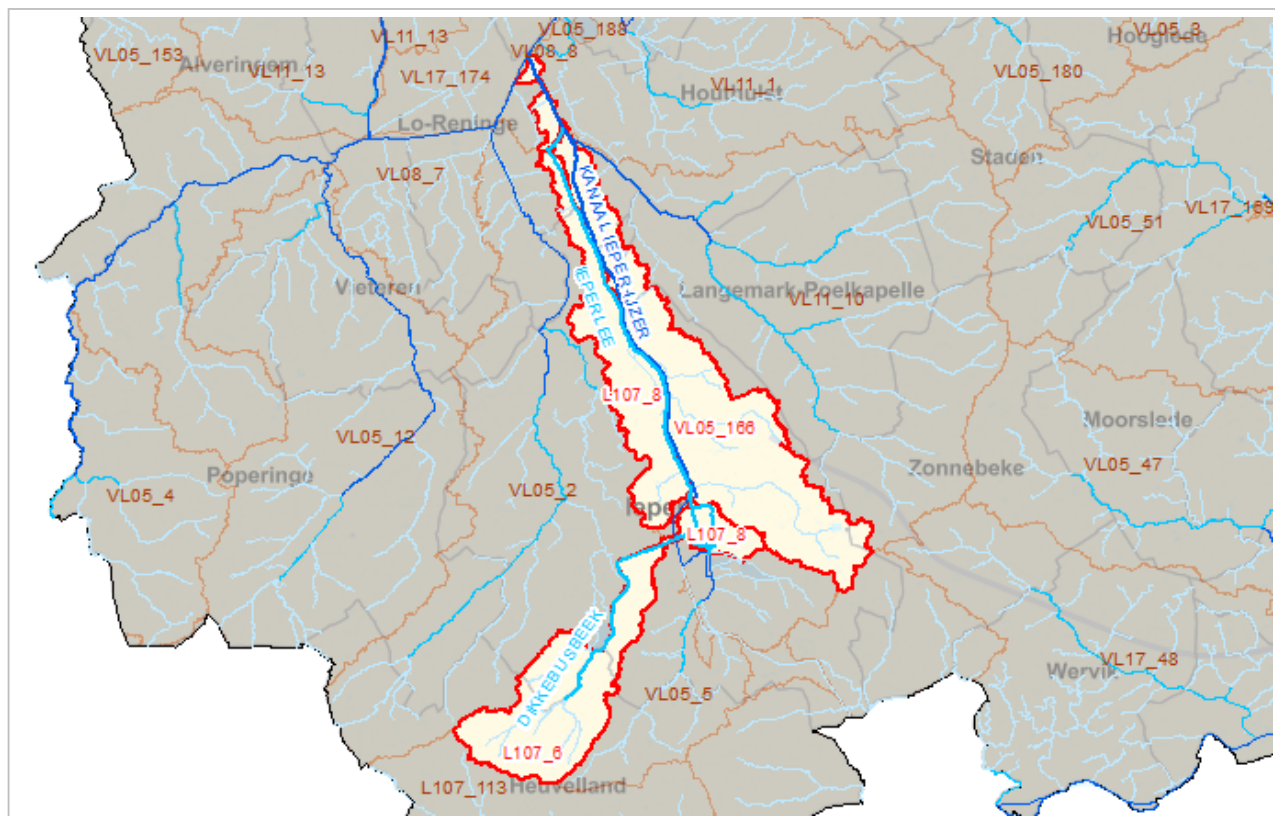 VL05_188
VL05_3
VL11_13
Hooglede
VL05_153
VL08_8
Alveringem
VL11_13
VL17_174
VL05_180
VL11_1
Houthulst
Lo-Reninge
Staden
VL08_7
KANAAL IEPER-IJZER
VL17_169
VL05_51
Vleteren
IEPERLEE
Langemark-Poelkapelle
VL11_10
L107_8
Moorslede
VL05_166
VL05_12
Zonnebeke
VL05_47
Poperinge
VL05_4
VL05_2
Ieper
L107_8
DIKKEBUSBEEK
VL17_48
Wervik
VL05_5
L107_6
L107_113
Heuvelland